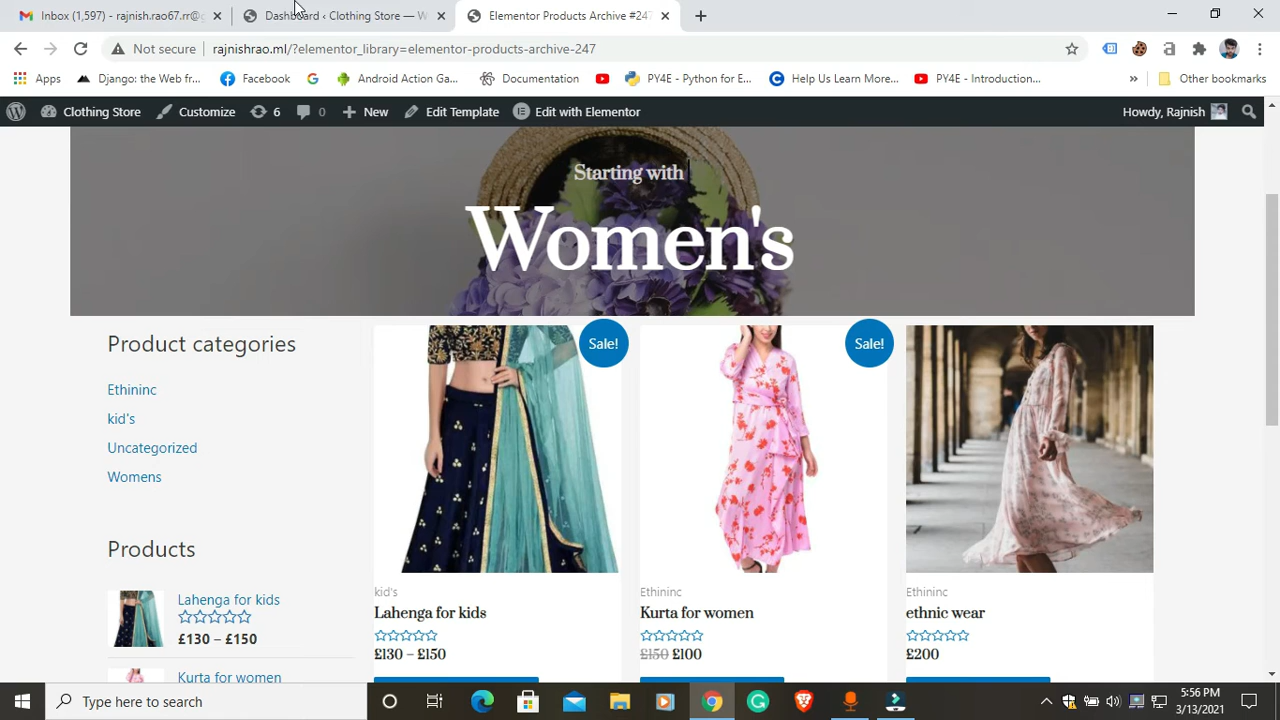 Inbox (1,597) - rajnish.rao67.rr@g
Dashboard ‹ Clothing Store — W
Elementor Products Archive #247
Not secure
rajnishrao.ml/?elementor_library=elementor-products-archive-247
Apps
Django: the Web fr...
Facebook
Android Action Ga...
Documentation
PY4E - Python for E...
Help Us Learn More...
PY4E - Introduction...
»
Other bookmarks
Clothing Store
Customize
6
0
New
Edit Template
Edit with Elementor
Howdy, Rajnish
Starting with
Women's
Product categories
Ethininc
kid's
Uncategorized
Womens
Products
Lahenga for kids
£130 – £150
Kurta for women
Sale!
kid's
Lahenga for kids
£130 – £150
Sale!
Ethininc
Kurta for women
£150 £100
Ethininc
ethnic wear
£200
Type here to search
5:56 PM
3/13/2021